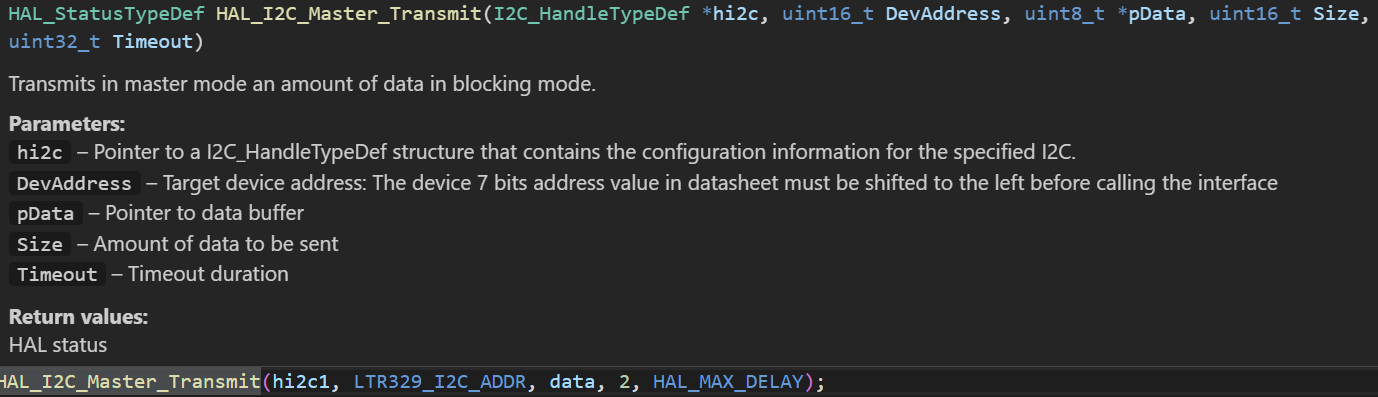 HAL_StatusTypeDef HAL_I2C_Master_Transmit(I2C_HandleTypeDef *hi2c, uint16_t DevAddress, uint8_t *pData, uint16_t Size,
uint32_t Timeout)
Transmits in master mode an amount of data in blocking mode.
Parameters:
hi2c – Pointer to a I2C_HandleTypeDef structure that contains the configuration information for the specified I2C.
DevAddress – Target device address: The device 7 bits address value in datasheet must be shifted to the left before calling the interface
pData – Pointer to data buffer
Size – Amount of data to be sent
Timeout – Timeout duration
Return values:
HAL status
HAL_I2C_Master_Transmit(hi2c1, LTR329_I2C_ADDR, data, 2, HAL_MAX_DELAY);